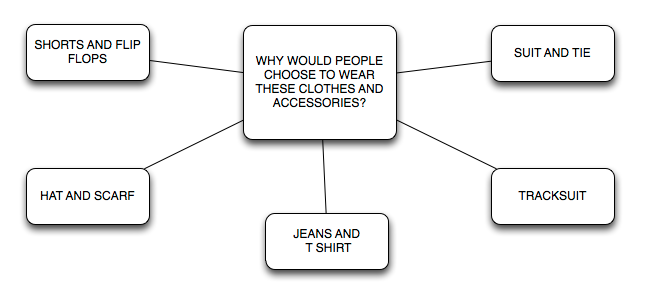 SHORTS AND FLIP
FLOPS
WHY WOULD PEOPLE
CHOOSE TO WEAR
THESE CLOTHES AND
ACCESSORIES?
SUIT AND TIE
HAT AND SCARF
JEANS AND
T SHIRT
TRACKSUIT